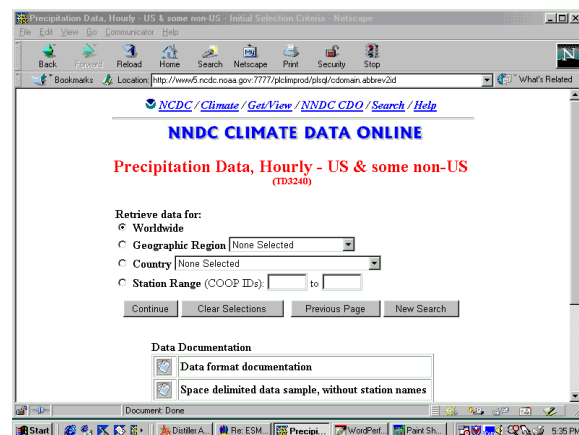 Precipitation Data, Hourly - US & some non-US - Initial Selection Criteria - Netscape
File Edit View Go Communicator Help
Back Forward Reload Home Search Netscape Print Security Stop
N
Bookmarks Location: http://www5.ncdc.noaa.gov:7777/plclimprod/plsql/cdomain.abbrev2id What's Related
NCDC / Climate / Get/View / NNDC CDO / Search / Help
NNDC CLIMATE DATA ONLINE
Precipitation Data, Hourly - US & some non-US
(TD3240)
Retrieve data for:
Worldwide
Geographic Region None Selected
Country None Selected
Station Range (COOP IDs): to
Continue Clear Selections Previous Page New Search
Data Documentation
Data format documentation
Space delimited data sample, without station names
Document: Done
Start Distiller A... Re: ESM... Precipi... WordPerf... Paint Sh... 5:35 PM